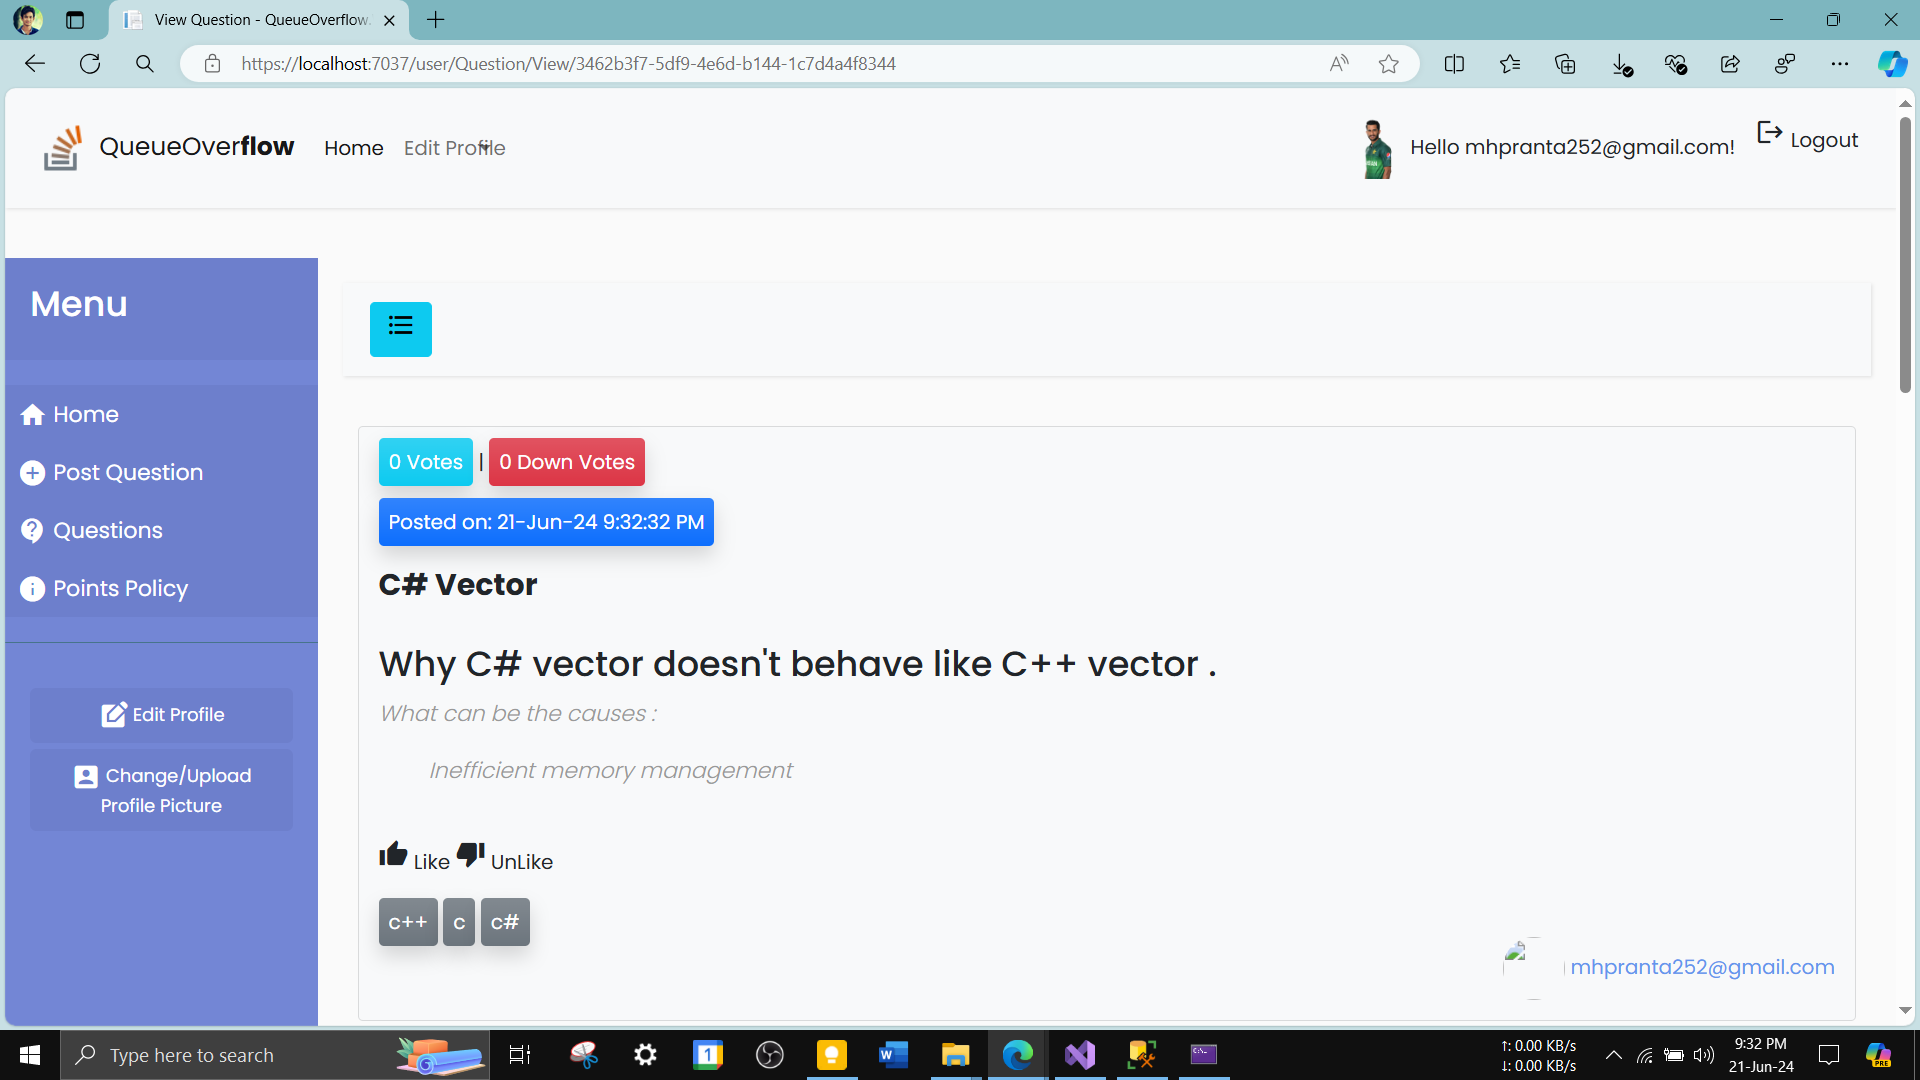 View Question - QueueOverflow.
https://localhost:7037/user/Question/View/3462b3f7-5df9-4e6d-b144-1c7d4a4f8344
QueueOverflow
Home
Edit Profile
Hello mhpranta252@gmail.com!
Logout
Menu
Home
Post Question
Questions
Points Policy
Edit Profile
Change/Upload
Profile Picture
0 Votes | 0 Down Votes
Posted on: 21-Jun-24 9:32:32 PM
C# Vector
Why C# vector doesn't behave like C++ vector .
What can be the causes :
Inefficient memory management
Like UnLike
c++ c c#
mhpranta252@gmail.com
Type here to search
1
W
PRE
↑: 0.00 KB/s
↓: 0.00 KB/s
9:32 PM
21-Jun-24